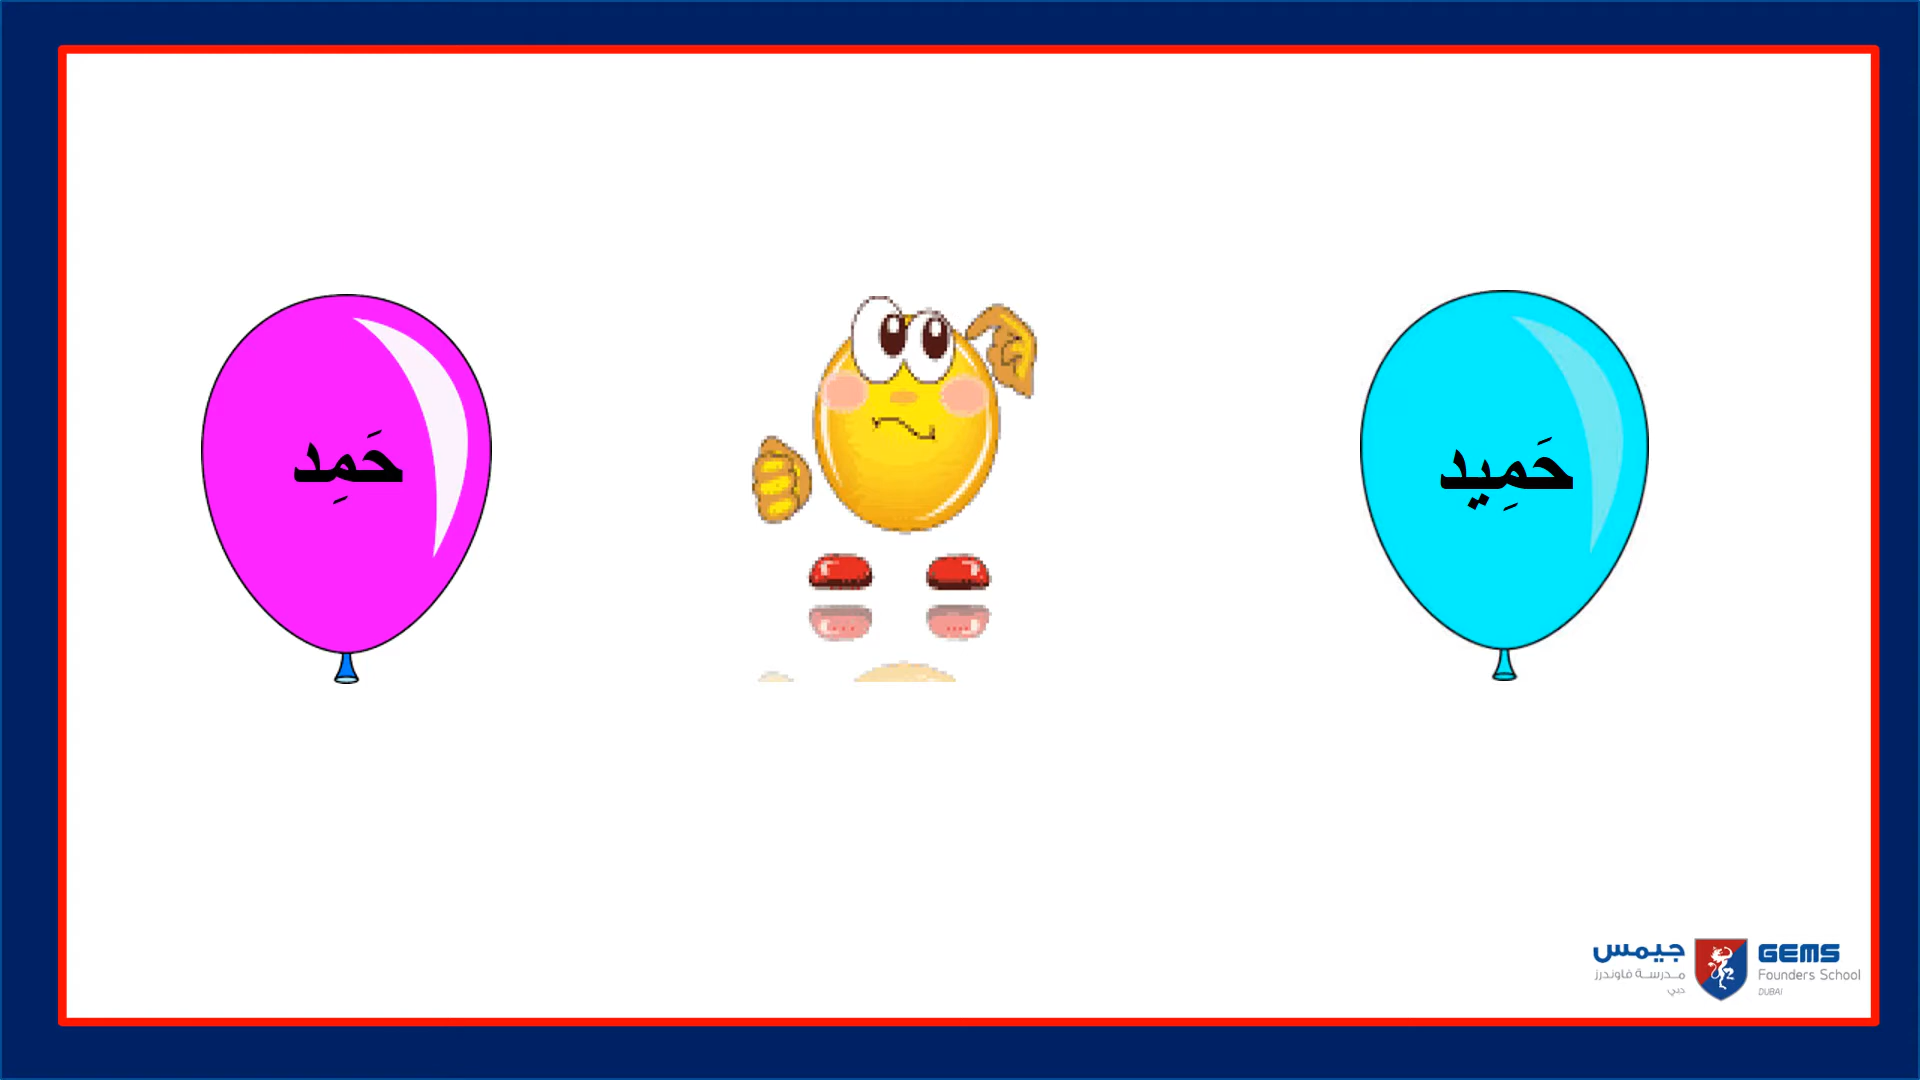 حَمِيد
حَمِد
جيمس
مدرسة فاوندرز
دبي
GEMS
Founders School
DUBAI